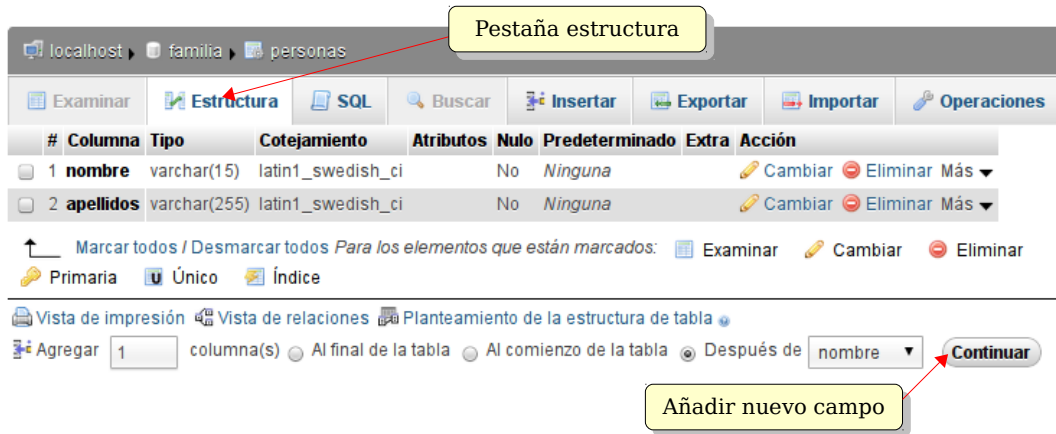 Pestaña estructura
localhost familia personas
Examinar Estructura SQL Buscar Insertar Exportar Importar Operaciones
# Columna Tipo Cotejamiento Atributos Nulo Predeterminado Extra Acción
1 nombre varchar(15) latin1_swedish_ci No Ninguna Cambiar Eliminar Más
2 apellidos varchar(255) latin1_swedish_ci No Ninguna Cambiar Eliminar Más
Marcar todos / Desmarcar todos Para los elementos que están marcados: Examinar Cambiar Eliminar
Primaria U Único Índice
Vista de impresión Vista de relaciones Planteamiento de la estructura de tabla
Agregar 1 columna(s) Al final de la tabla Al comienzo de la tabla Después de nombre Continuar
Añadir nuevo campo